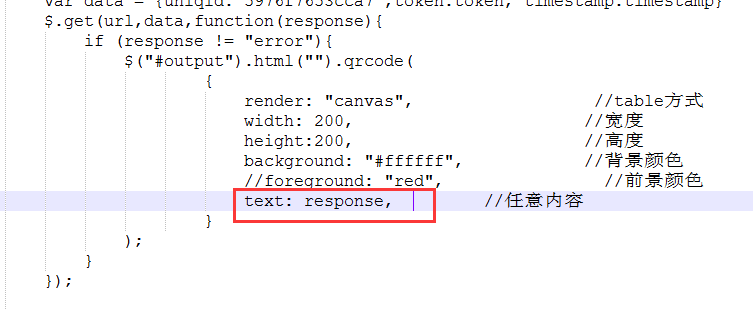 var data = {uniqid:"5976f7653cca7",token:token, timestamp:timestamp}
$.get(url,data,function(response){
if (response != "error"){
$("#output").html("").qrcode(
{
render: "canvas", //table方式
width: 200, //宽度
height:200, //高度
background: "#ffffff", //背景颜色
//foreground: "red", //前景颜色
text: response, //任意内容
}
);
}
});